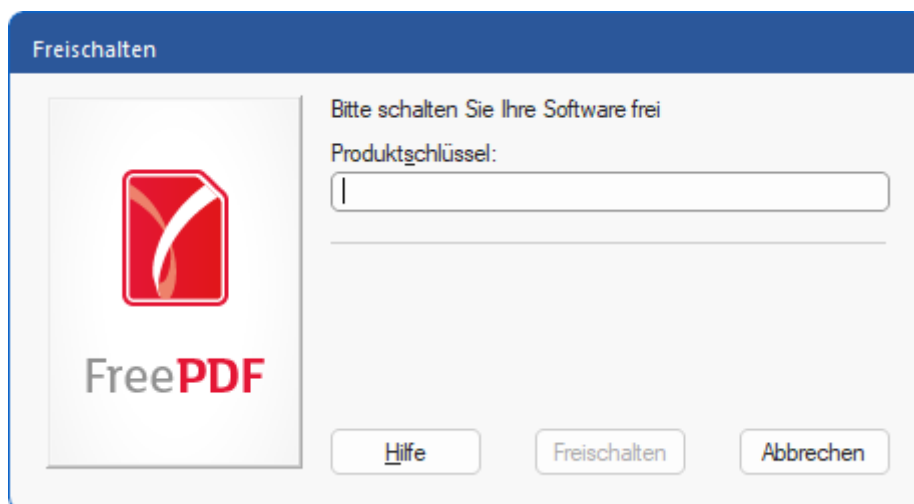 Freischalten
Bitte schalten Sie Ihre Software frei
Produktschlüssel:
FreePDF
Hilfe
Freischalten
Abbrechen